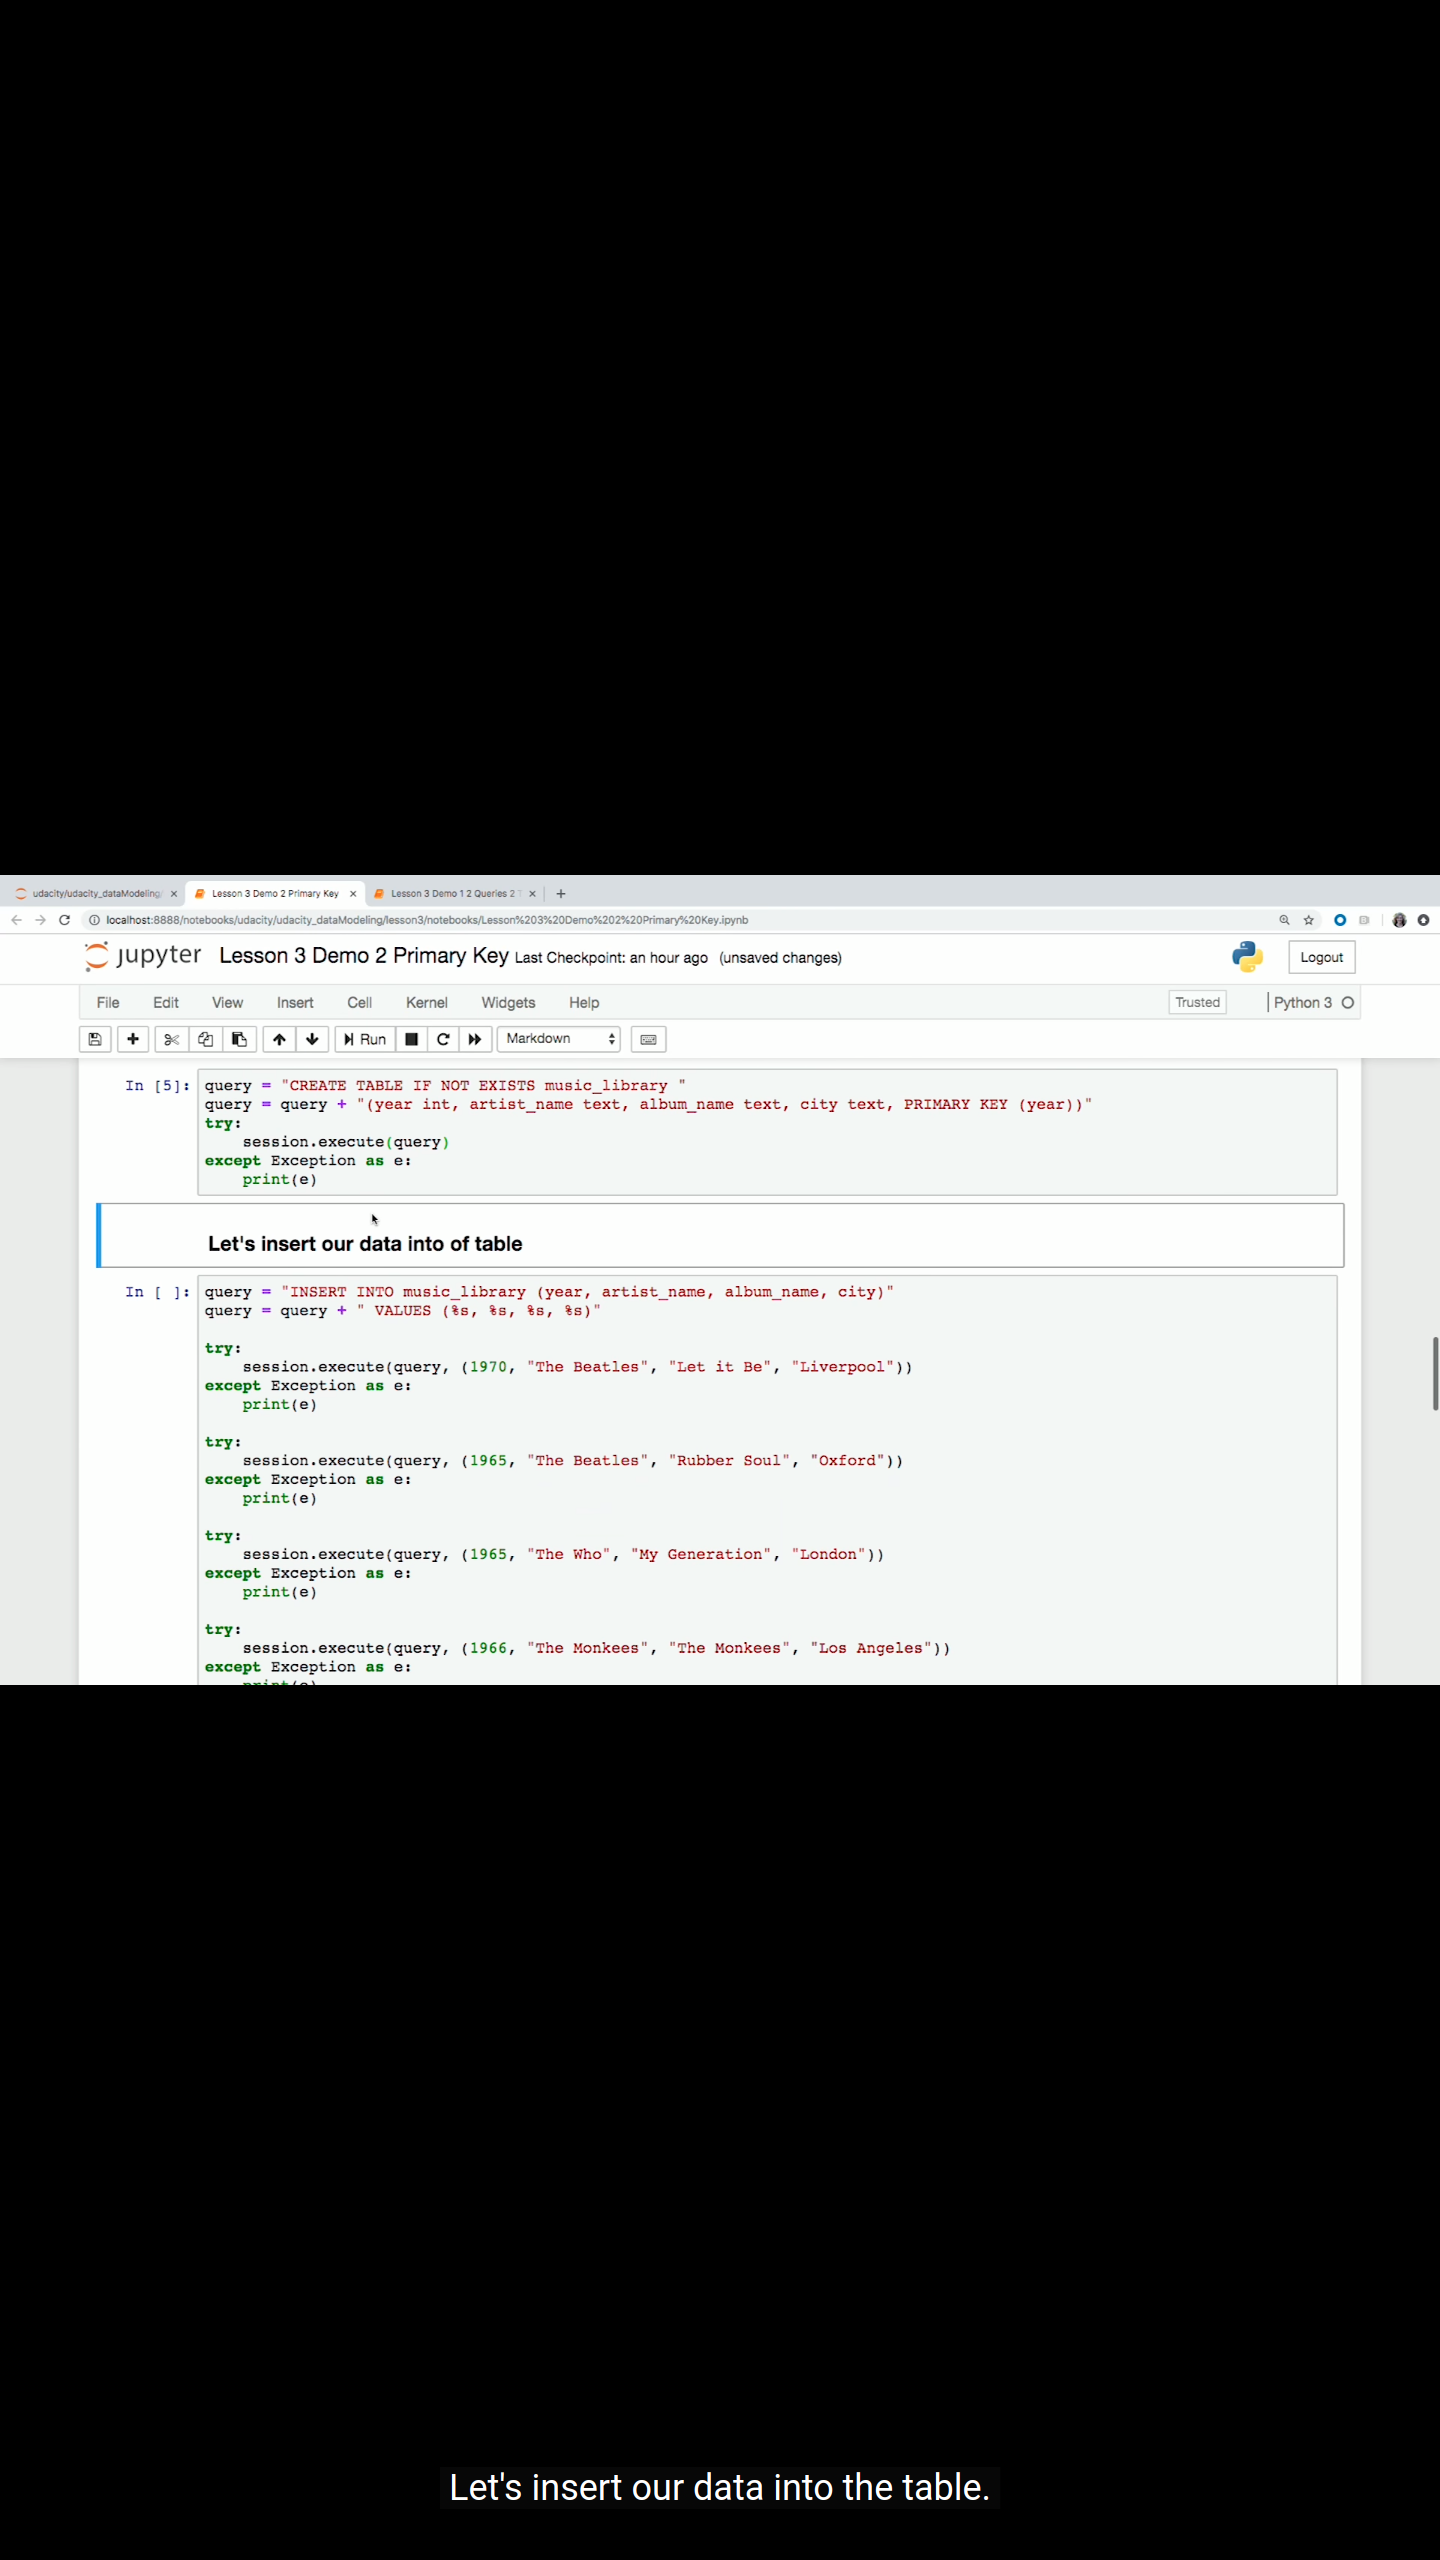 udacity/udacity_dataModeling/
Lesson 3 Demo 2 Primary Key
Lesson 3 Demo 1 2 Queries 2 T
localhost:8888/notebooks/udacity/udacity_dataModeling/lesson3/notebooks/Lesson%203%20Demo%202%20Primary%20Key.ipynb
jupyter Lesson 3 Demo 2 Primary Key Last Checkpoint: an hour ago (unsaved changes)
Logout
File Edit View Insert Cell Kernel Widgets Help
Trusted
Python 3
Run
Markdown
In [5]: query = "CREATE TABLE IF NOT EXISTS music_library "
query = query + "(year int, artist_name text, album_name text, city text, PRIMARY KEY (year))"
try:
    session.execute(query)
except Exception as e:
    print(e)
Let's insert our data into of table
In [ ]: query = "INSERT INTO music_library (year, artist_name, album_name, city)"
query = query + " VALUES (%s, %s, %s, %s)"
try:
    session.execute(query, (1970, "The Beatles", "Let it Be", "Liverpool"))
except Exception as e:
    print(e)
try:
    session.execute(query, (1965, "The Beatles", "Rubber Soul", "Oxford"))
except Exception as e:
    print(e)
try:
    session.execute(query, (1965, "The Who", "My Generation", "London"))
except Exception as e:
    print(e)
try:
    session.execute(query, (1966, "The Monkees", "The Monkees", "Los Angeles"))
except Exception as e:
    print(e)
Let's insert our data into the table.